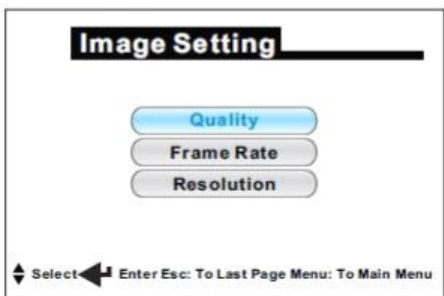 Image Setting
Quality
Frame Rate
Resolution
Select Enter Esc: To Last Page Menu: To Main Menu